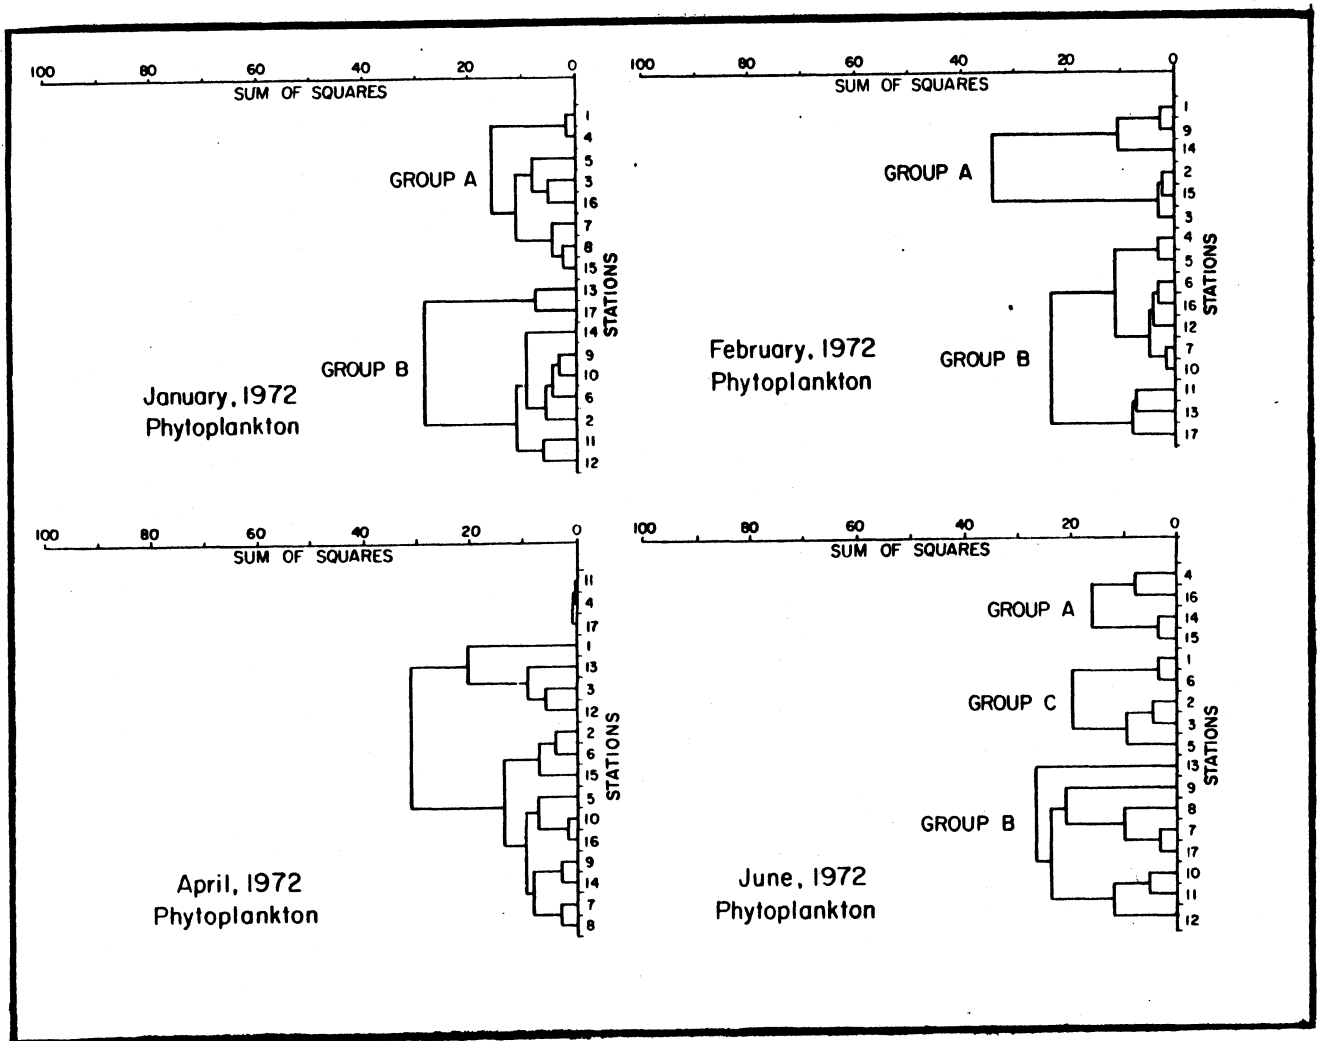 100 80 60 40 20 0
SUM OF SQUARES
1
4
5
GROUP A
3
16
7
8
15
13
17
14
9
GROUP B
10
6
2
11
12
STATIONS
January, 1972
Phytoplankton
100 80 60 40 20 0
SUM OF SQUARES
1
9
14
GROUP A
2
15
3
4
5
6
16
12
7
GROUP B
10
11
13
17
STATIONS
February, 1972
Phytoplankton
100 80 60 40 20 0
SUM OF SQUARES
11
4
17
1
13
3
12
2
6
15
5
10
16
9
14
7
8
STATIONS
April, 1972
Phytoplankton
100 80 60 40 20 0
SUM OF SQUARES
4
16
GROUP A
14
15
1
6
GROUP C
2
3
5
13
9
8
GROUP B
7
17
10
11
12
STATIONS
June, 1972
Phytoplankton